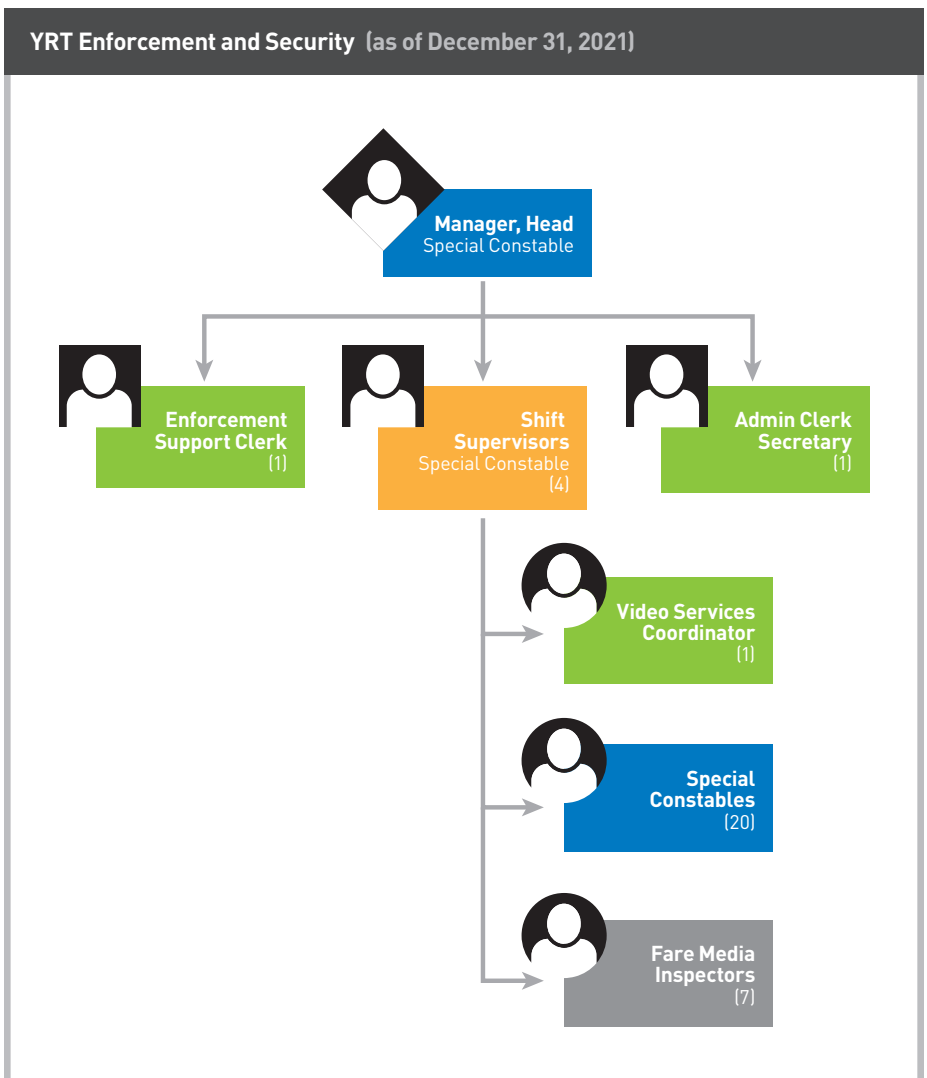 YRT Enforcement and Security (as of December 31, 2021)
Manager, Head
Special Constable
Enforcement
Support Clerk
(1)
Shift
Supervisors
Special Constable
(4)
Admin Clerk
Secretary
(1)
Video Services
Coordinator
(1)
Special
Constables
(20)
Fare Media
Inspectors
(7)